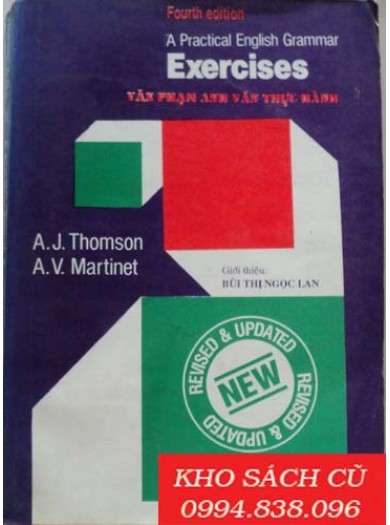 Fourth edition
A Practical English Grammar
Exercises
VĂN PHẠM ANH VĂN THỰC HÀNH
A.J. Thomson
A.V. Martinet
Giới thiệu:
BÙI THỊ NGỌC LAN
REVISED & UPDATED
NEW
REVISED & UPDATED
KHO SÁCH CŨ
0994.838.096